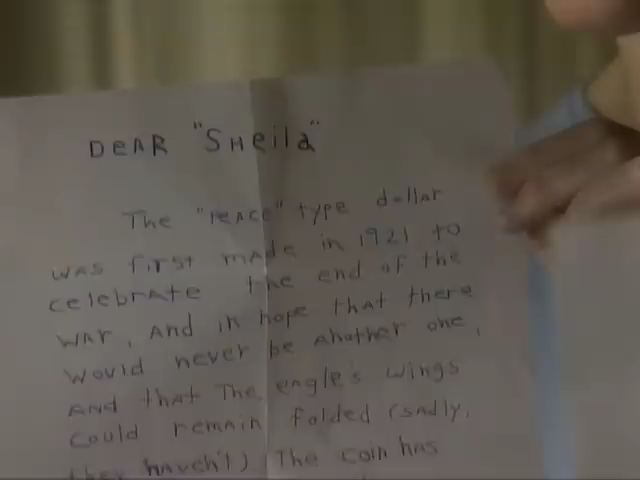 DEAR "SHEila"
The "PEACE" type dollar
was first made in 1921 to
celebrate the end of the
war, And in hope that there
would never be another one,
And that The eagle's wings
could remain folded (sadly,
they haven't) The coin has